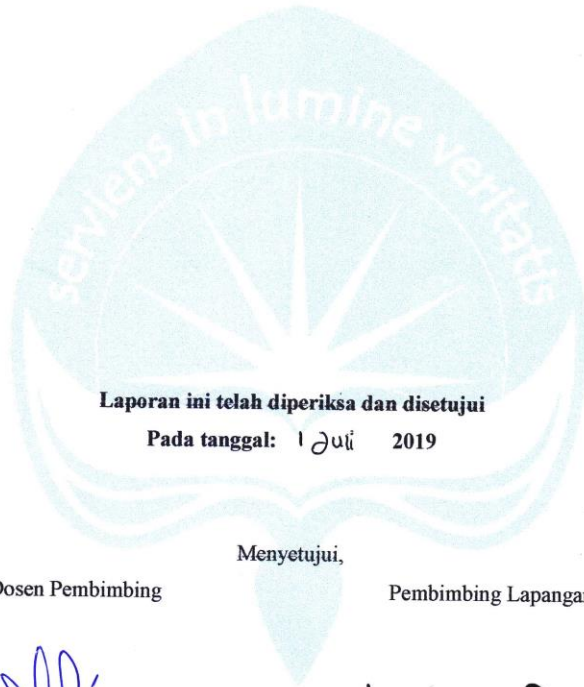 serviens in lumine veritatis
Laporan ini telah diperiksa dan disetujui
Pada tanggal: 1 Juli 2019
Menyetujui,
Dosen Pembimbing Pembimbing Lapangan